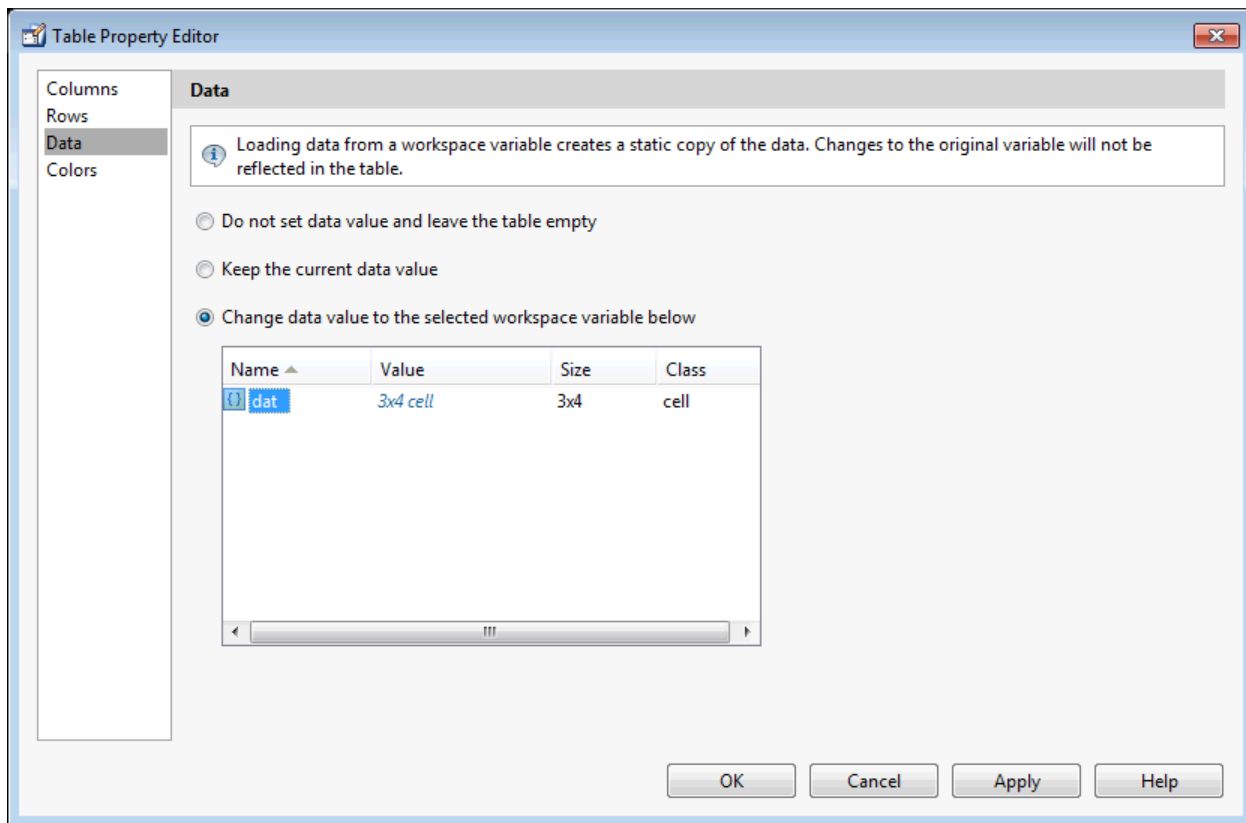 Table Property Editor
Columns
Rows
Data
Colors
Data
Loading data from a workspace variable creates a static copy of the data. Changes to the original variable will not be
reflected in the table.
Do not set data value and leave the table empty
Keep the current data value
Change data value to the selected workspace variable below
Name Value Size Class
{} dat 3x4 cell 3x4 cell
OK Cancel Apply Help